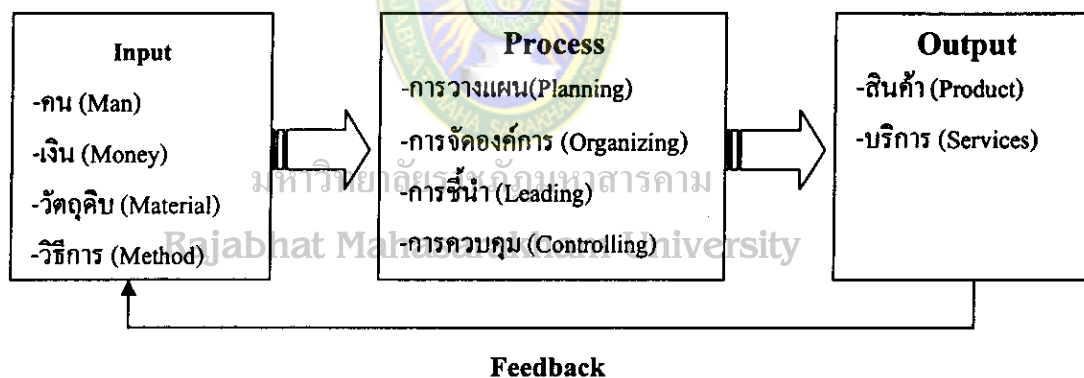 Input
-คน (Man)
-เงิน (Money)
-วัตถุดิบ (Material)
-วิธีการ (Method)
Process
-การวางแผน(Planning)
-การจัดองค์การ (Organizing)
-การชี้นำ (Leading)
-การควบคุม (Controlling)
Output
-สินค้า (Product)
-บริการ (Services)
มหาวิทยาลัยราชภัฏมหาสารคาม
Rajabhat Mahasarakham University
Feedback